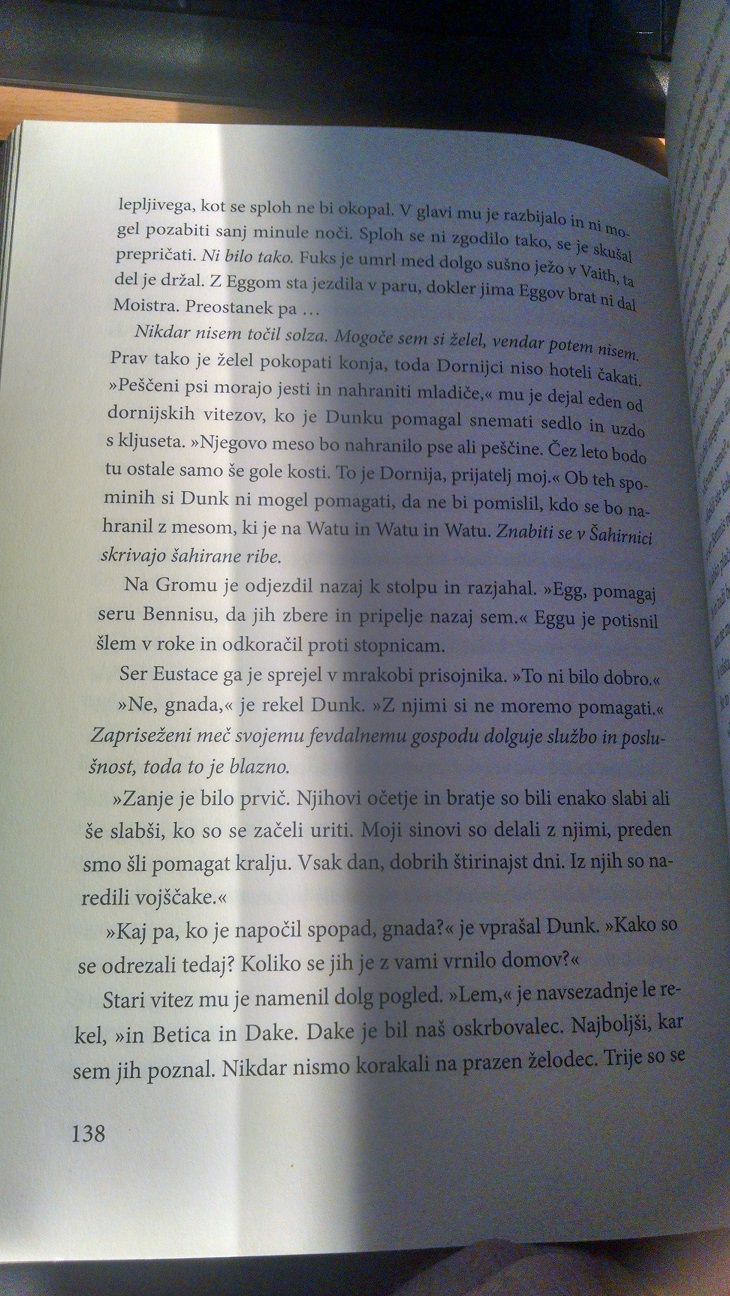 lepljivega, kot se sploh ne bi okopal. V glavi mu je razbijalo in ni mo-
gel pozabiti sanj minule noči. Sploh se ni zgodilo tako, se je skušal
prepričati. Ni bilo tako. Fuks je umrl med dolgo sušno ježo v Vaith, ta
del je držal. Z Eggom sta jezdila v paru, dokler jima Eggov brat ni dal
Moistra. Preostanek pa …
Nikdar nisem točil solza. Mogoče sem si želel, vendar potem nisem.
Prav tako je želel pokopati konja, toda Dornijci niso hoteli čakati.
»Peščeni psi morajo jesti in nahraniti mladiče,« mu je dejal eden od
dornijskih vitezov, ko je Dunku pomagal snemati sedlo in uzdo
s kljuseta. »Njegovo meso bo nahranilo pse ali peščine. Čez leto bodo
tu ostale samo še gole kosti. To je Dornija, prijatelj moj.« Ob teh spo-
minih si Dunk ni mogel pomagati, da ne bi pomislil, kdo se bo na-
hranil z mesom, ki je na Watu in Watu in Watu. Znabiti se v Šahirnici
skrivajo šahirane ribe.
Na Gromu je odjezdil nazaj k stolpu in razjahal. »Egg, pomagaj
seru Bennisu, da jih zbere in pripelje nazaj sem.« Eggu je potisnil
šlem v roke in odkoračil proti stopnicam.
Ser Eustace ga je sprejel v mrakobi prisojnika. »To ni bilo dobro.«
»Ne, gnada,« je rekel Dunk. »Z njimi si ne moremo pomagati.«
Zapriseženi meč svojemu fevdalnemu gospodu dolguje službo in poslu-
šnost, toda to je blazno.
»Zanje je bilo prvič. Njihovi očetje in bratje so bili enako slabi ali
še slabši, ko so se začeli uriti. Moji sinovi so delali z njimi, preden
smo šli pomagat kralju. Vsak dan, dobrih štirinajst dni. Iz njih so na-
redili vojščake.«
»Kaj pa, ko je napočil spopad, gnada?« je vprašal Dunk. »Kako so
se odrezali tedaj? Koliko se jih je z vami vrnilo domov?«
Stari vitez mu je namenil dolg pogled. »Lem,« je navsezadnje le re-
kel, »in Betica in Dake. Dake je bil naš oskrbovalec. Najboljši, kar
sem jih poznal. Nikdar nismo korakali na prazen želodec. Trije so se
138